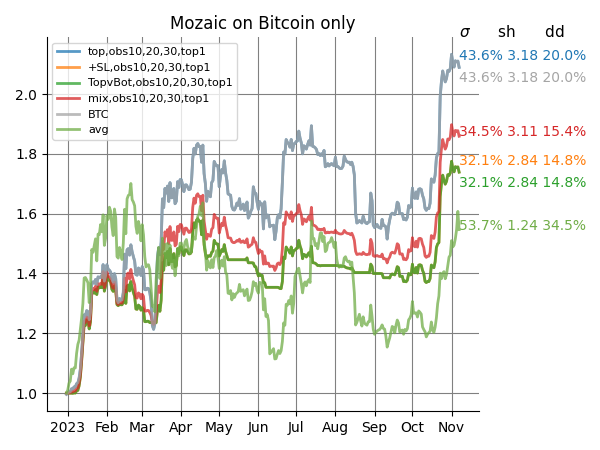 Mozaic on Bitcoin only
σ sh dd
top,obs10,20,30,top1
+SL,obs10,20,30,top1
TopvBot,obs10,20,30,top1
mix,obs10,20,30,top1
BTC
avg
43.6% 3.18 20.0%
43.6% 3.18 20.0%
34.5% 3.11 15.4%
32.1% 2.84 14.8%
32.1% 2.84 14.8%
53.7% 1.24 34.5%
2.0
1.8
1.6
1.4
1.2
1.0
2023 Feb Mar Apr May Jun Jul Aug Sep Oct Nov